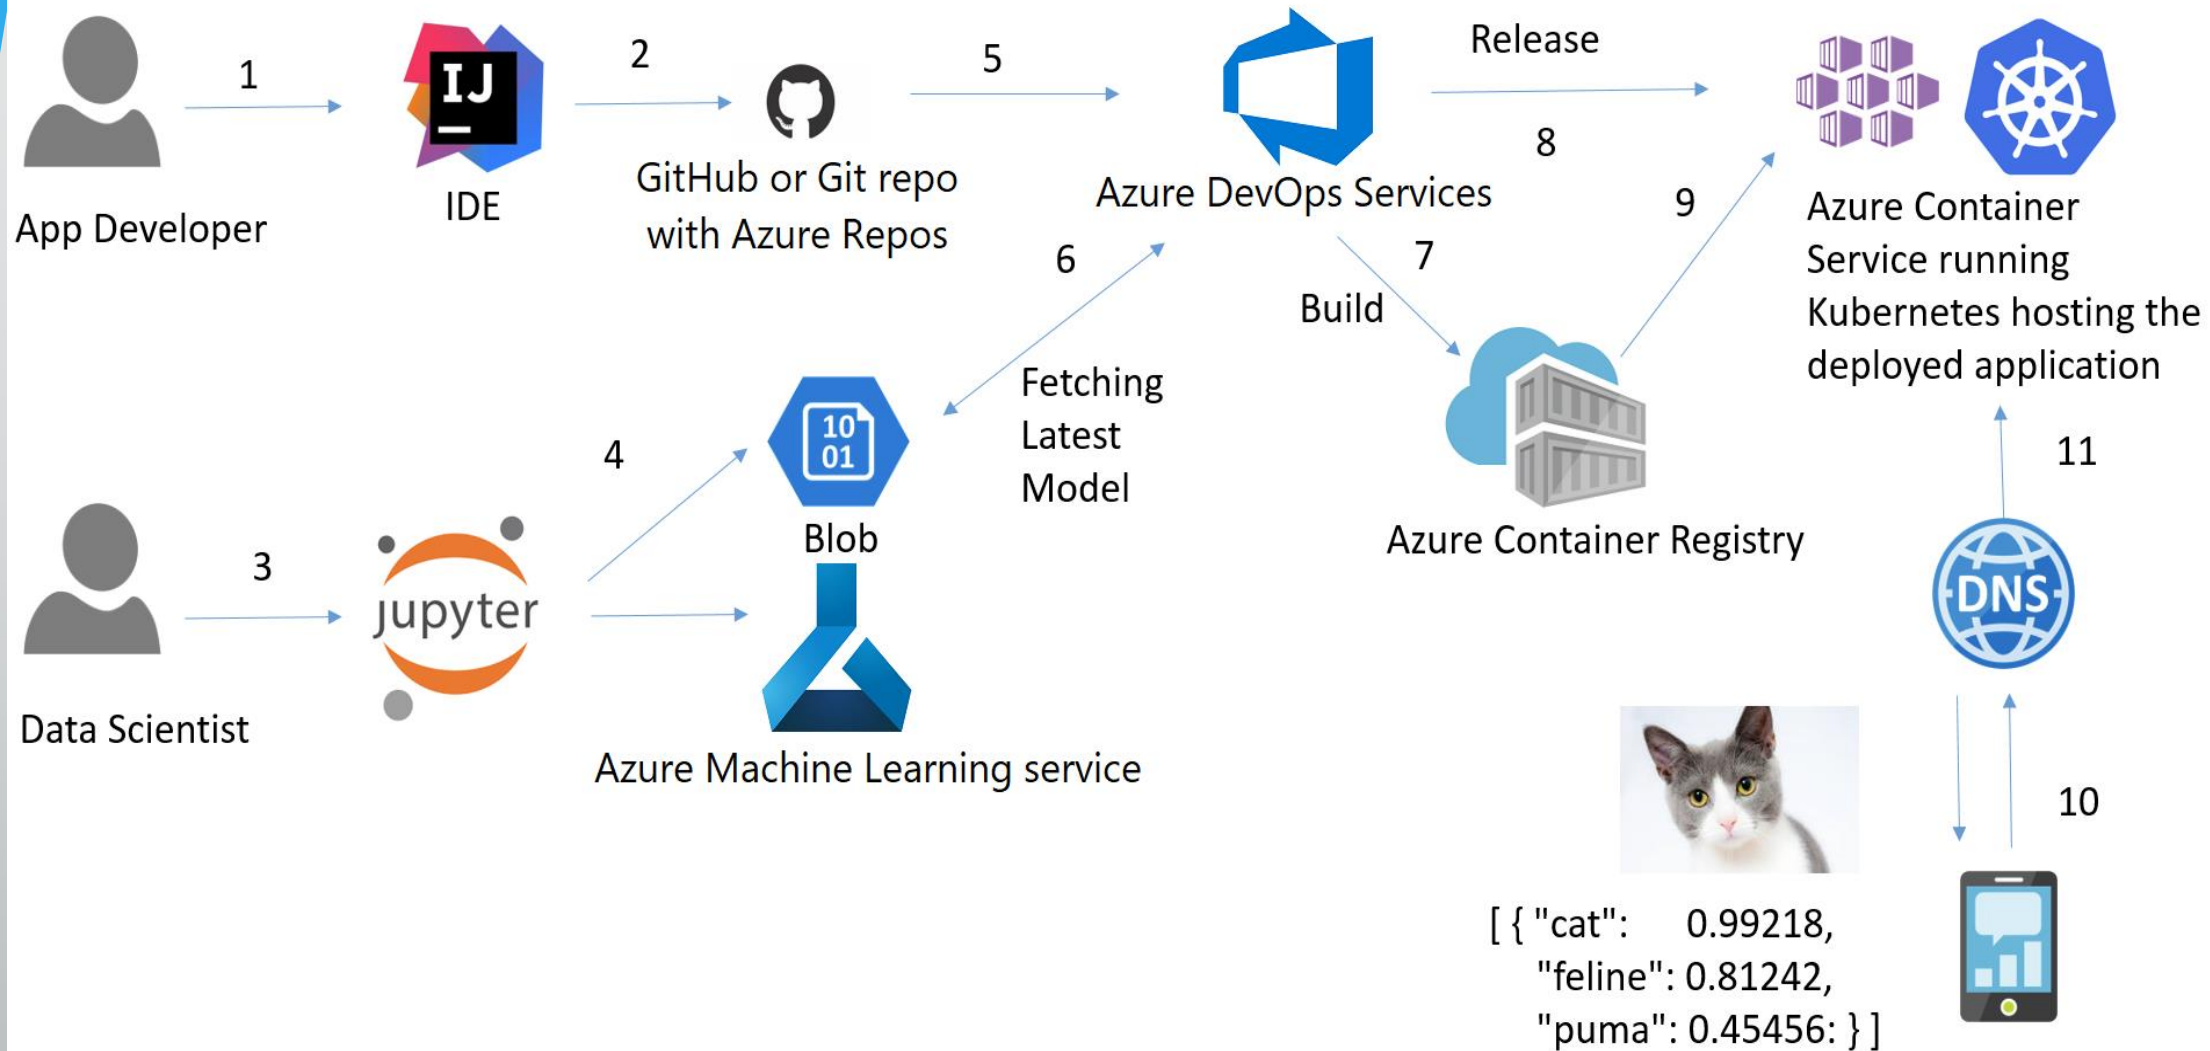 1
2
5
Release
8
IJ
App Developer
IDE
GitHub or Git repo
with Azure Repos
Azure DevOps Services
6
7
9
Build
Azure Container
Service running
Kubernetes hosting the
deployed application
Fetching
Latest
Model
3
4
10
01
Blob
jupyter
Data Scientist
Azure Machine Learning service
Azure Container Registry
11
DNS
10
[ { "cat": 0.99218,
"feline": 0.81242,
"puma": 0.45456: } ]